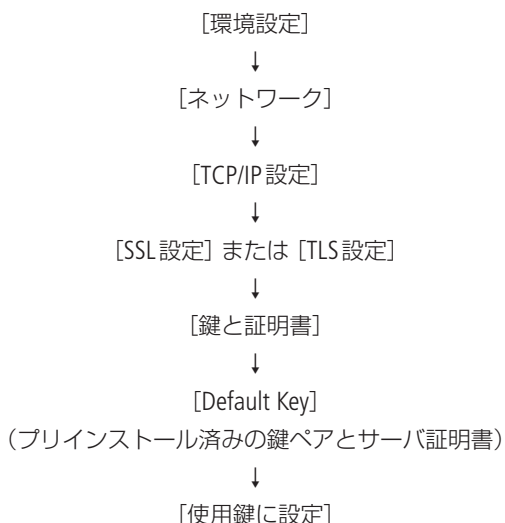 ［環境設定］
↓
［ネットワーク］
↓
［TCP/IP設定］
↓
［SSL設定］または［TLS設定］
↓
［鍵と証明書］
↓
［Default Key］
（プリインストール済みの鍵ペアとサーバ証明書）
↓
［使用鍵に設定］